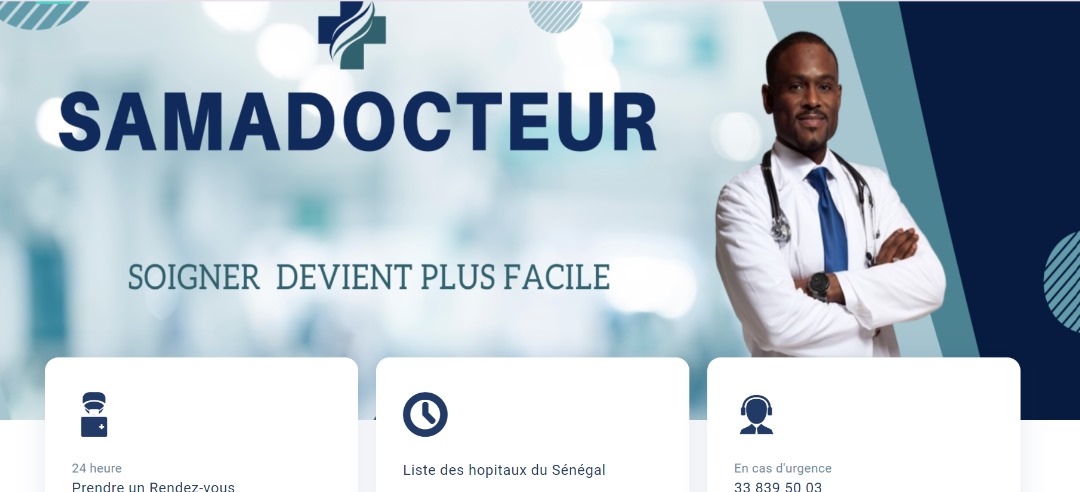 SAMADOCTEUR
SOIGNER DEVIENT PLUS FACILE
24 heure
Prendre un Rendez-vous
Liste des hopitaux du Sénégal
En cas d'urgence
33 839 50 03